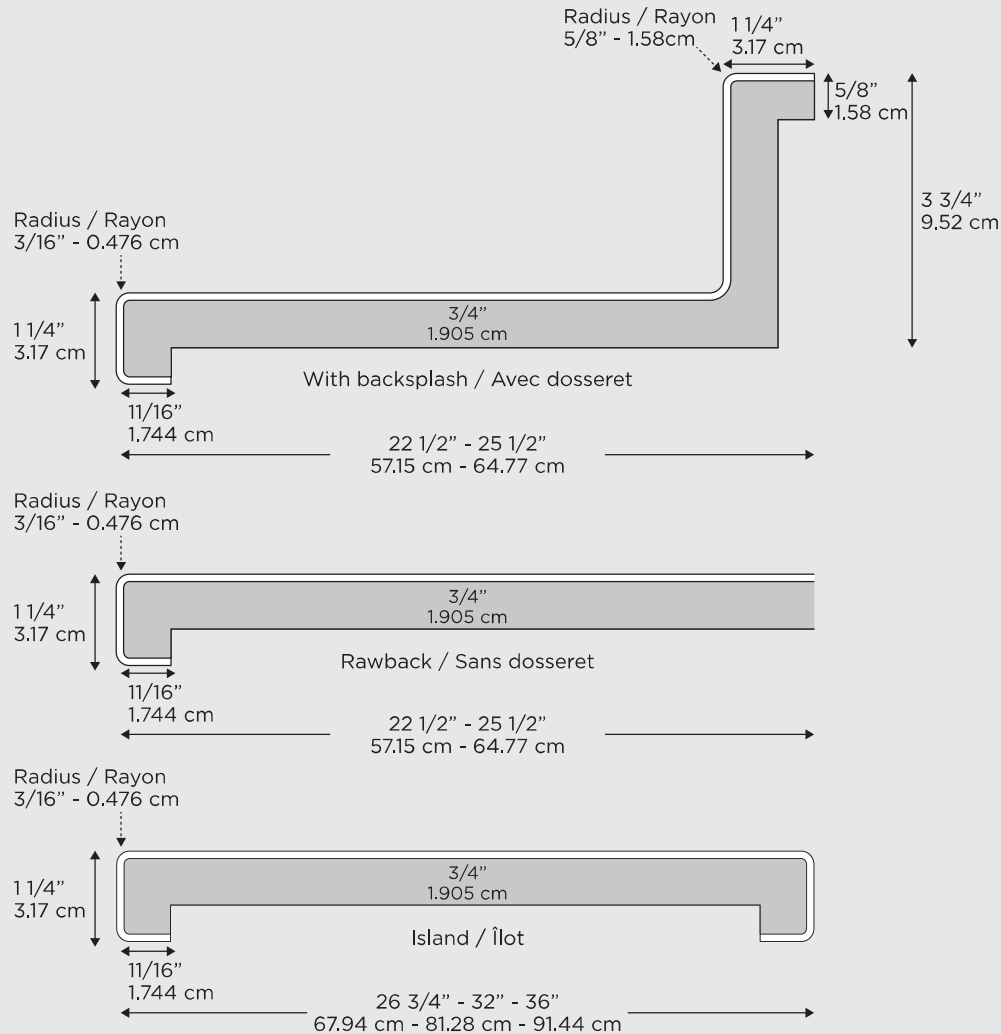 Radius / Rayon
5/8” - 1.58cm
1 1/4”
3.17 cm
5/8”
1.58 cm
3 3/4”
9.52 cm
Radius / Rayon
3/16” - 0.476 cm
1 1/4”
3.17 cm
3/4”
1.905 cm
With backsplash / Avec dosseret
11/16”
1.744 cm
22 1/2” - 25 1/2”
57.15 cm - 64.77 cm
Radius / Rayon
3/16” - 0.476 cm
1 1/4”
3.17 cm
3/4”
1.905 cm
Rawback / Sans dosseret
11/16”
1.744 cm
22 1/2” - 25 1/2”
57.15 cm - 64.77 cm
Radius / Rayon
3/16” - 0.476 cm
1 1/4”
3.17 cm
3/4”
1.905 cm
Island / Îlot
11/16”
1.744 cm
26 3/4” - 32” - 36”
67.94 cm - 81.28 cm - 91.44 cm